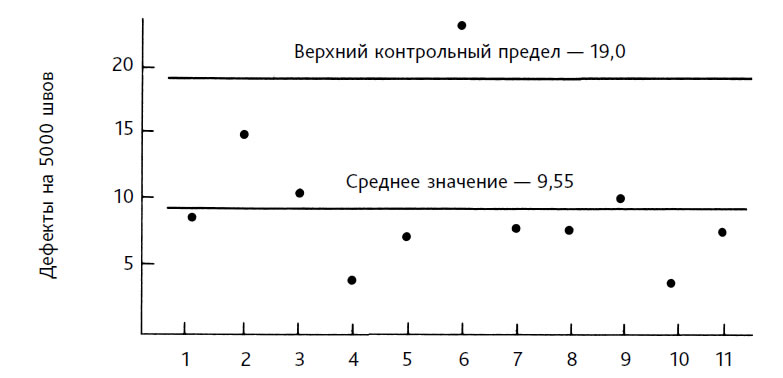 Верхний контрольный предел — 19,0
20
15
Среднее значение — 9,55
10
5
Дефекты на 5000 швов
1 2 3 4 5 6 7 8 9 10 11